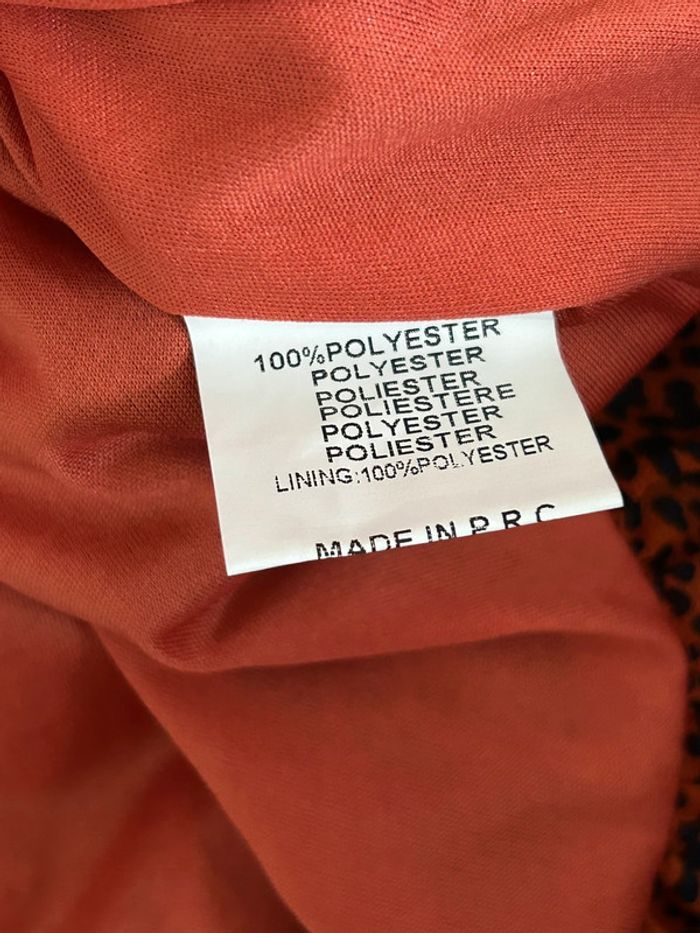 100%POLYESTER
POLYESTER
POLIESTER
POLIESTERE
POLYESTER
POLIESTER
LINING:100%POLYESTER
MADE IN P.R.C